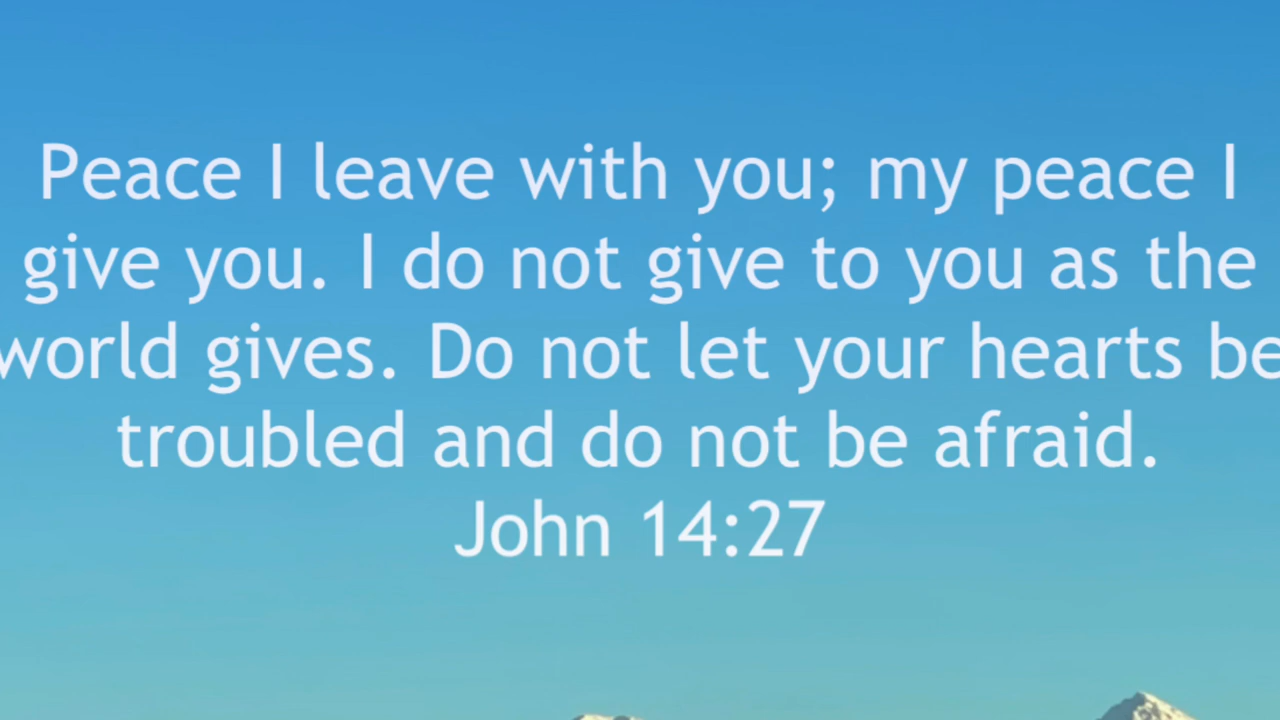 Peace I leave with you; my peace I
give you. I do not give to you as the
world gives. Do not let your hearts be
troubled and do not be afraid.
John 14:27